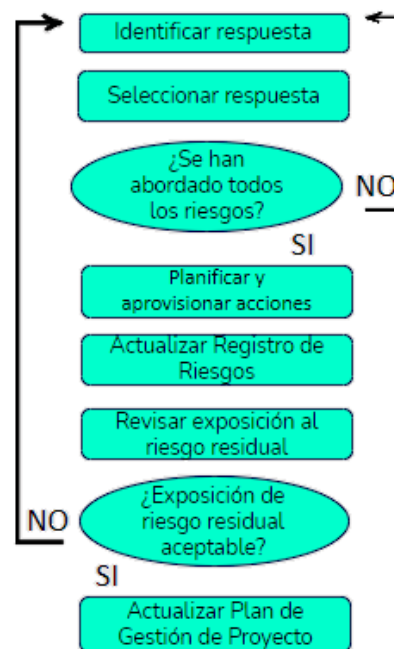 Identificar respuesta
Seleccionar respuesta
¿Se han
abordado todos
los riesgos?
NO
SI
Planificar y
aprovisionar acciones
Actualizar Registro de
Riesgos
Revisar exposición al
riesgo residual
¿Exposición de
riesgo residual
aceptable?
NO
SI
Actualizar Plan de
Gestión de Proyecto